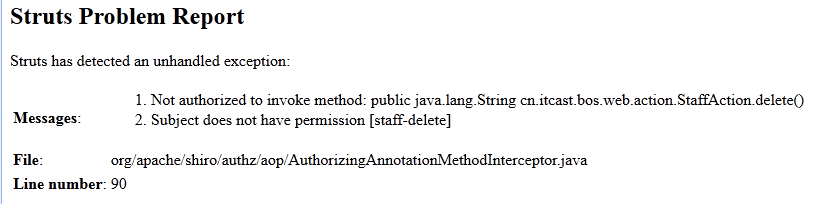 Struts Problem Report
Struts has detected an unhandled exception:
Messages:
1. Not authorized to invoke method: public java.lang.String cn.itcast.bos.web.action.StaffAction.delete()
2. Subject does not have permission [staff-delete]
File: org/apache/shiro/authz/aop/AuthorizingAnnotationMethodInterceptor.java
Line number: 90